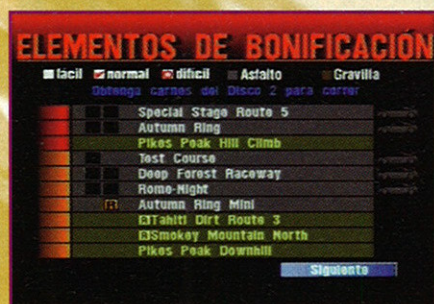 ELEMENTOS DE BONIFICACIÓN
fácil normal difícil Asfalto Gravilla
Obtenga carnes del Disco 2 para correr
Special Stage Route 5
Autumn Ring
Pikes Peak Hill Climb
Test Course
Deep Forest Raceway
Rome-Night
R Autumn Ring Mini
R Tahiti Dirt Route 3
R Smokey Mountain North
Pikes Peak Downhill
Siguiente